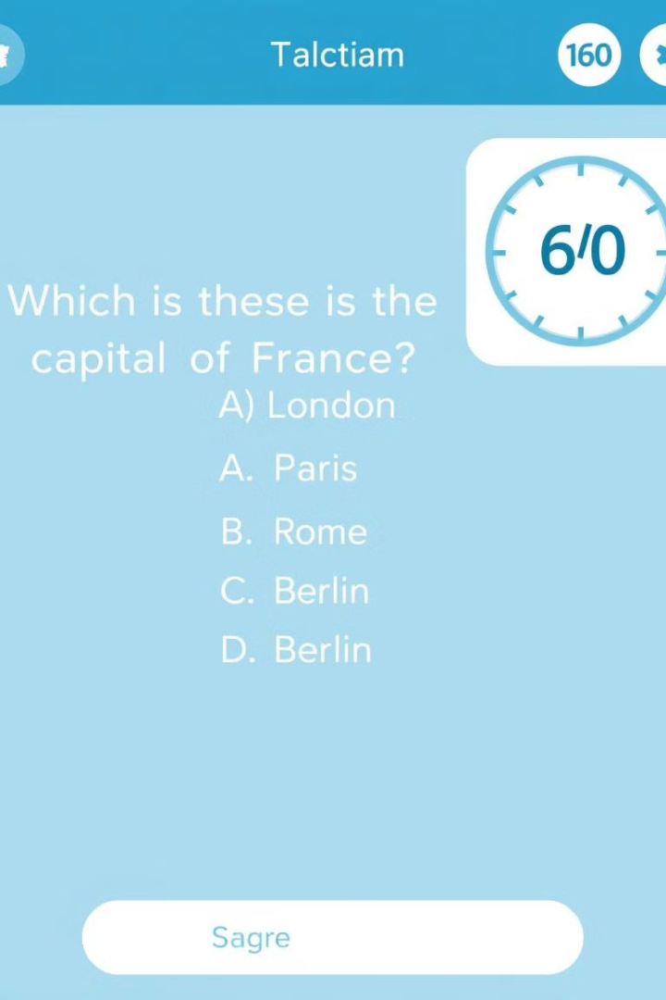 Talctiam
160
6/0
Which is these is the
capital of France?
A) London
A. Paris
B. Rome
C. Berlin
D. Berlin
Sagre